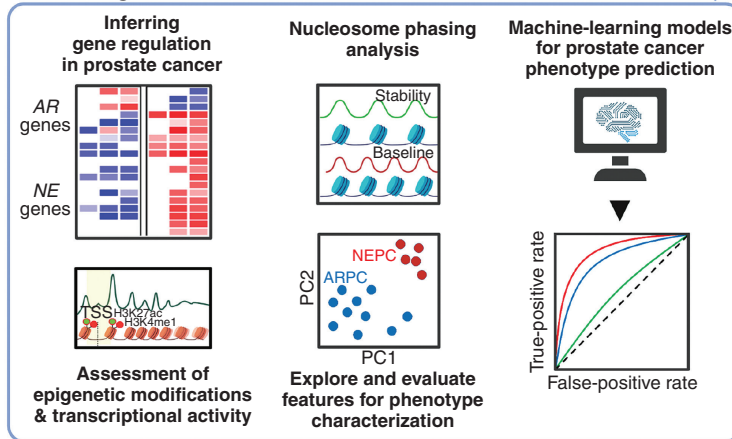 Inferring
gene regulation
in prostate cancer
AR
genes
NE
genes
TSS
H3K27ac
H3K4me1
Assessment of
epigenetic modifications
& transcriptional activity
Nucleosome phasing
analysis
Stability
Baseline
NEPC
ARPC
PC2
PC1
Explore and evaluate
features for phenotype
characterization
Machine-learning models
for prostate cancer
phenotype prediction
True-positive rate
False-positive rate